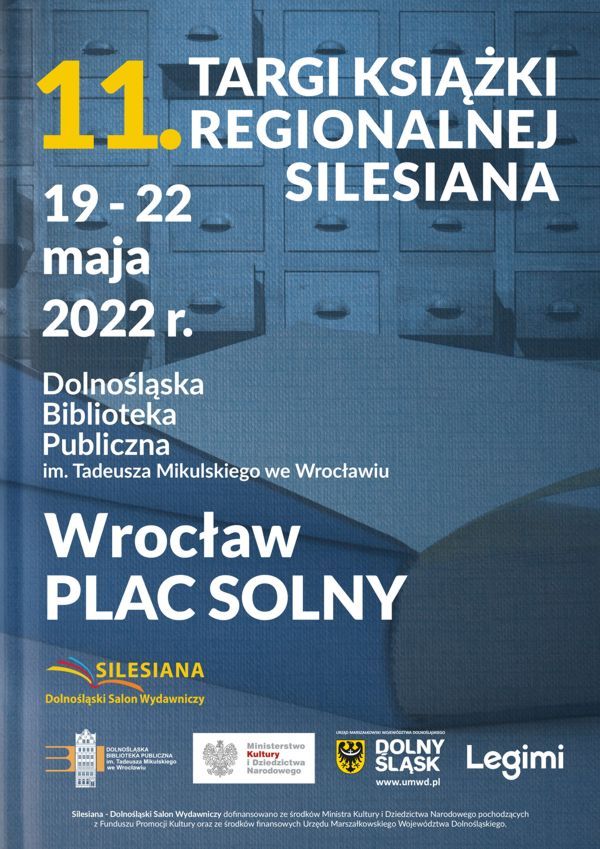 11. TARGI KSIĄŻKI
REGIONALNEJ
SILESIANA
19 - 22
maja
2022 r.
Dolnośląska
Biblioteka
Publiczna
im. Tadeusza Mikulskiego we Wrocławiu
Wrocław
PLAC SOLNY
SILESIANA
Dolnośląski Salon Wydawniczy
DOLNOŚLĄSKA
BIBLIOTEKA PUBLICZNA
im. Tadeusza Mikulskiego
we Wrocławiu
Ministerstwo
Kultury
i Dziedzictwa
Narodowego
URZĄD MARSZAŁKOWSKI WOJEWÓDZTWA DOLNOŚLĄSKIEGO
DOLNY
ŚLĄSK
www.umwd.pl
Legimi
Silesiana - Dolnośląski Salon Wydawniczy dofinansowano ze środków Ministra Kultury i Dziedzictwa Narodowego pochodzących
z Funduszu Promocji Kultury oraz ze środków finansowych Urzędu Marszałkowskiego Województwa Dolnośląskiego.